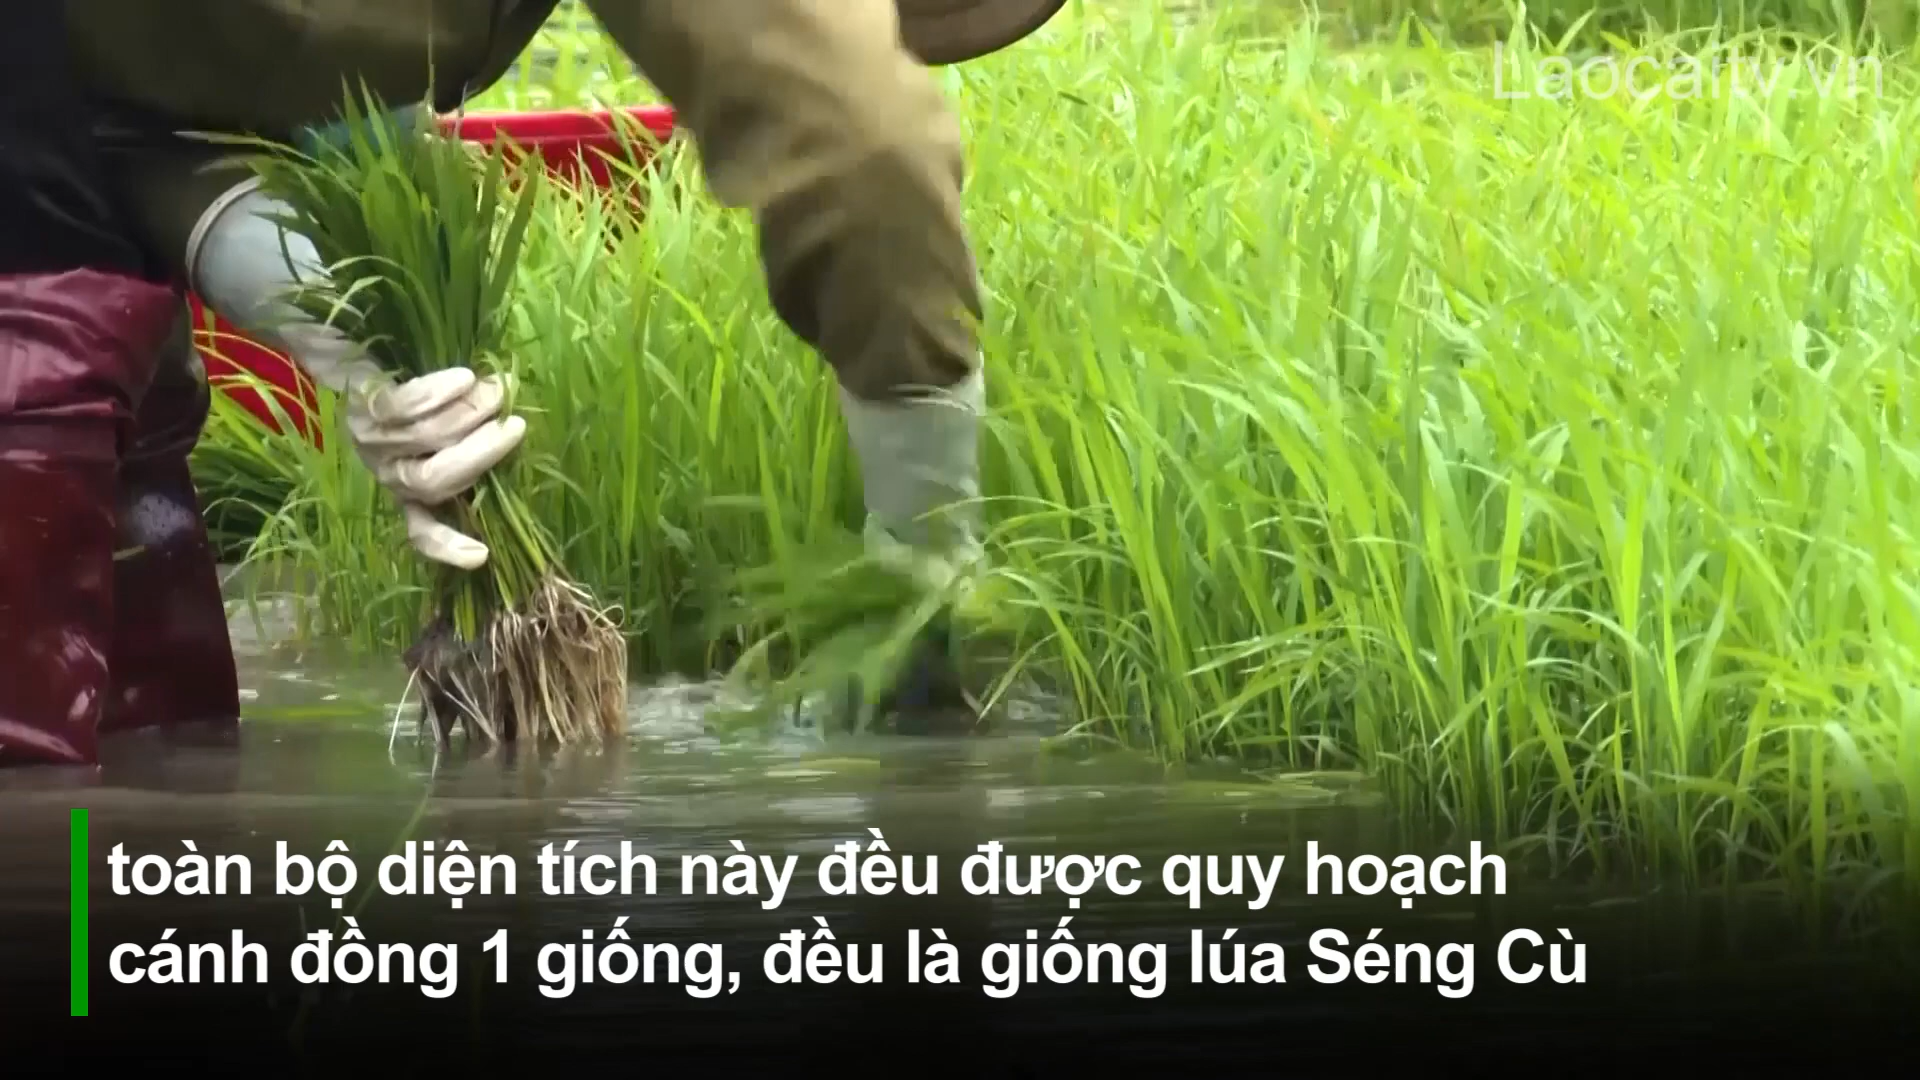 Laocaitv.vn
toàn bộ diện tích này đều được quy hoạch
cánh đồng 1 giống, đều là giống lúa Séng Cù